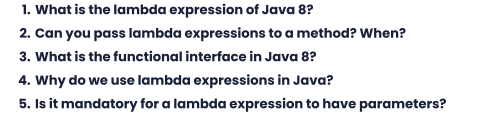 1. What is the lambda expression of Java 8?
2. Can you pass lambda expressions to a method? When?
3. What is the functional interface in Java 8?
4. Why do we use lambda expressions in Java?
5. Is it mandatory for a lambda expression to have parameters?